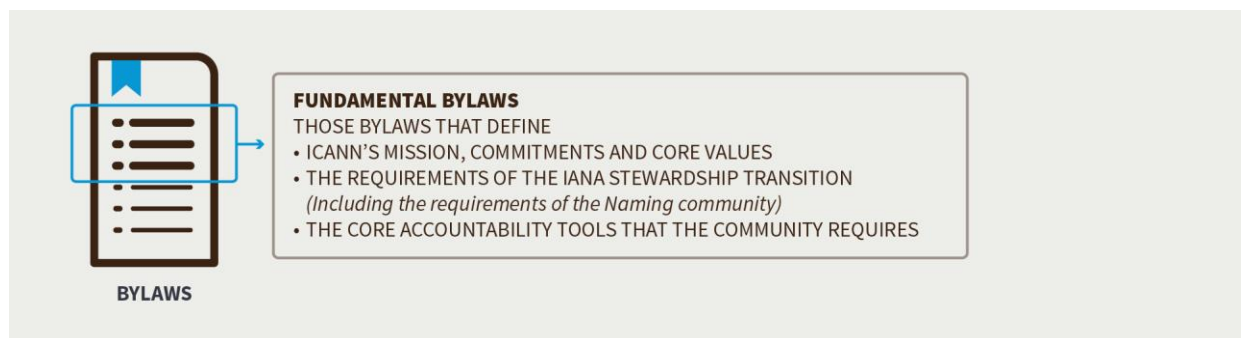 FUNDAMENTAL BYLAWS
THOSE BYLAWS THAT DEFINE
• ICANN’S MISSION, COMMITMENTS AND CORE VALUES
• THE REQUIREMENTS OF THE IANA STEWARDSHIP TRANSITION
(Including the requirements of the Naming community)
• THE CORE ACCOUNTABILITY TOOLS THAT THE COMMUNITY REQUIRES
BYLAWS